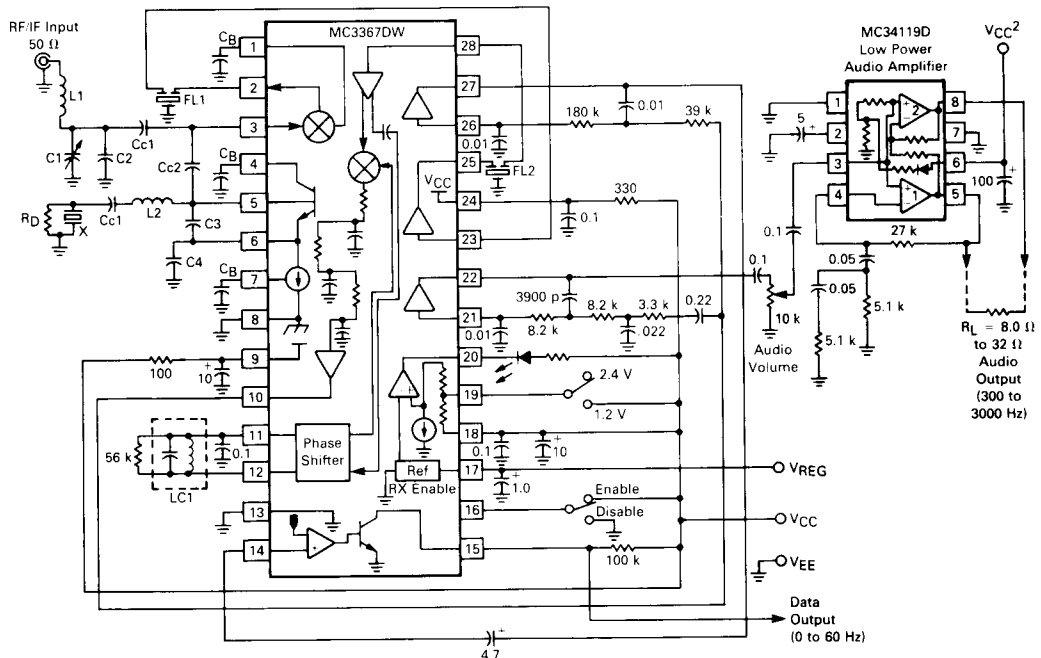 RF/IF Input
50 Ω
L1
FL1
C1
C2
Cc1
Cc2
RD
X
Cc1
L2
C3
C4
CB
CB
CB
MC3367DW
1
2
3
4
5
6
7
8
9
10
11
12
13
14
28
27
26
25
24
23
22
21
20
19
18
17
16
15
100
+
10
56 k
LC1
0.1
Phase
Shifter
Ref
RX Enable
VCC
FL2
0.01
180 k
0.01
39 k
330
0.1
3900 p
0.01
8.2 k
8.2 k
.022
3.3 k
0.22
2.4 V
1.2 V
0.1
+
10
+
1.0
Enable
Disable
100 k
+
4.7
0.1
10 k
Audio
Volume
0.1
5
+
MC34119D
Low Power
Audio Amplifier
1
2
3
4
8
7
6
5
2
1
VCC2
100
+
27 k
0.05
0.05
5.1 k
5.1 k
RL = 8.0 Ω
to 32 Ω
Audio
Output
(300 to
3000 Hz)
VREG
VCC
VEE
Data
Output
(0 to 60 Hz)